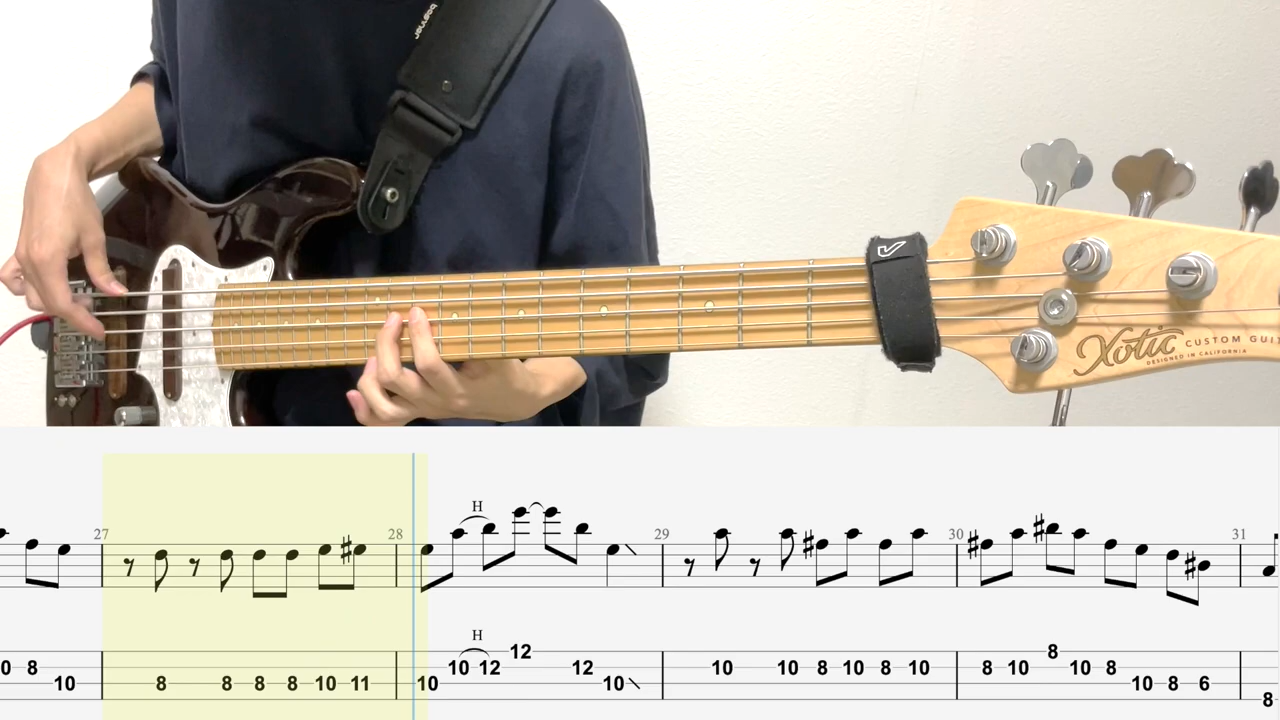 bogner
Xotic CUSTOM GUI
DESIGNED IN CALIFORNIA
27 28 29 30 31
H
H
0 8 10 8 8 8 8 10 11 10 10 12 12 12 10 10 10 8 10 8 10 8 10 8 10 8 10 8 6 8